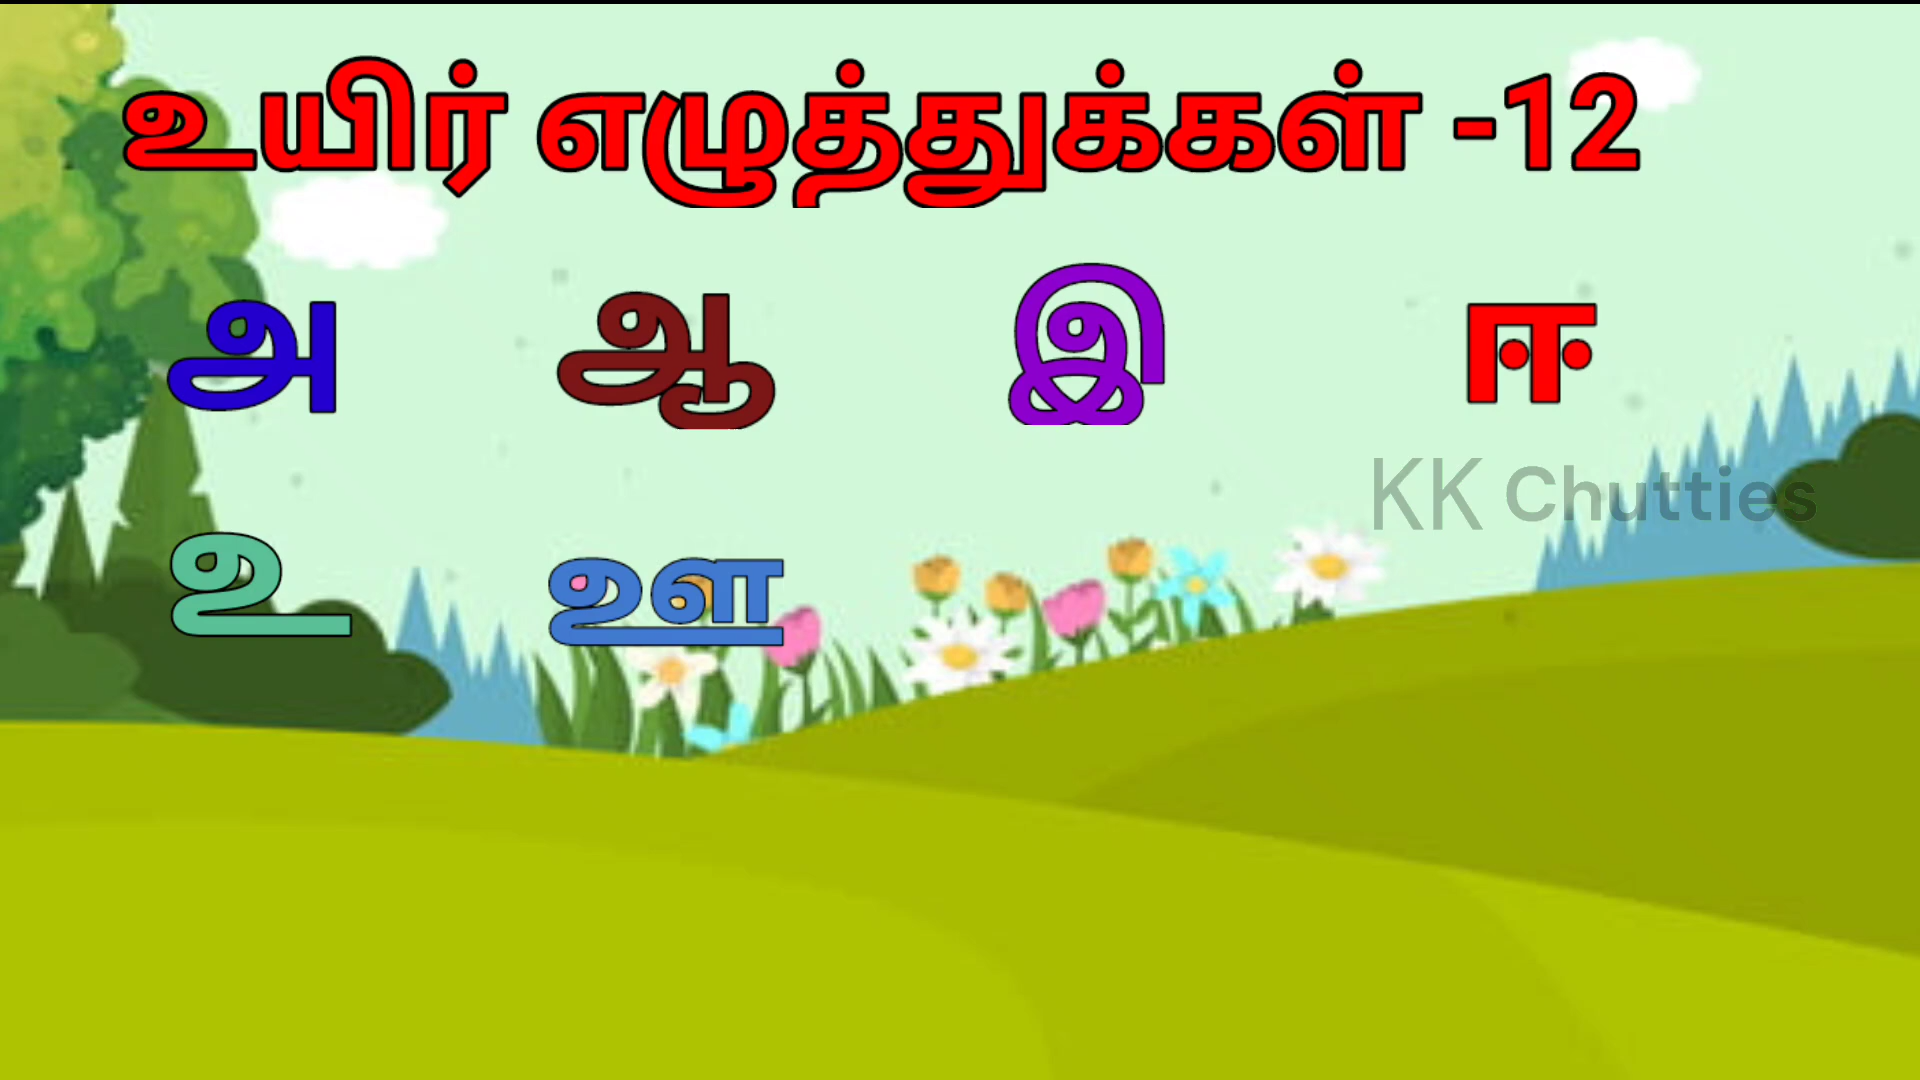 உயிர் எழுத்துக்கள் -12
அ ஆ இ ஈ
KK Chutties
உ ஊ